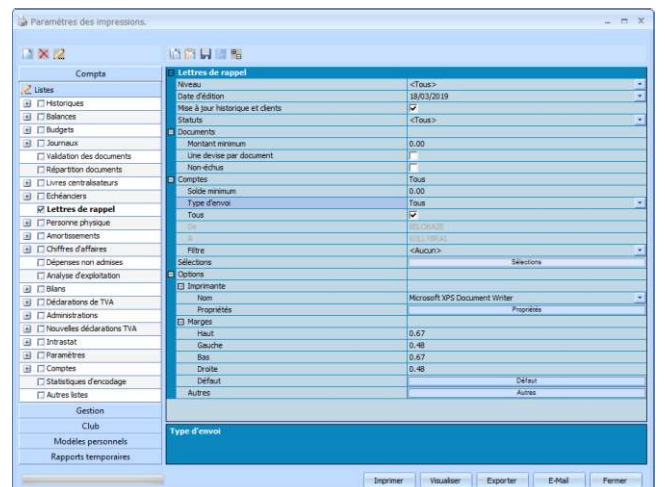 Paramètres des impressions.
Compta
Listes
Historiques
Balances
Budgets
Journaux
Validation des documents
Répartition documents
Livres centralisateurs
Echéanciers
Lettres de rappel
Personne physique
Amortissements
Chiffres d'affaires
Dépenses non admises
Analyse d'exploitation
Bilans
Déclarations de TVA
Administrations
Nouvelles déclarations TVA
Intrastat
Paramètres
Comptes
Statistiques d'encodage
Autres listes
Gestion
Club
Modèles personnels
Rapports temporaires
Lettres de rappel
Niveau <Tous>
Date d'édition 18/03/2019
Mise à jour historique et clients
Statuts <Tous>
Documents
Montant minimum 0.00
Une devise par document
Non-échus
Comptes Tous
Solde minimum 0.00
Type d'envoi Tous
Tous
De
A
Filtre <Aucun>
Sélections Sélections
Options
Imprimante
Nom Microsoft XPS Document Writer
Propriétés Propriétés
Marges
Haut 0.67
Gauche 0.48
Bas 0.67
Droite 0.48
Défaut Défaut
Autres Autres
Type d'envoi
Imprimer Visualiser Exporter E-Mail Fermer